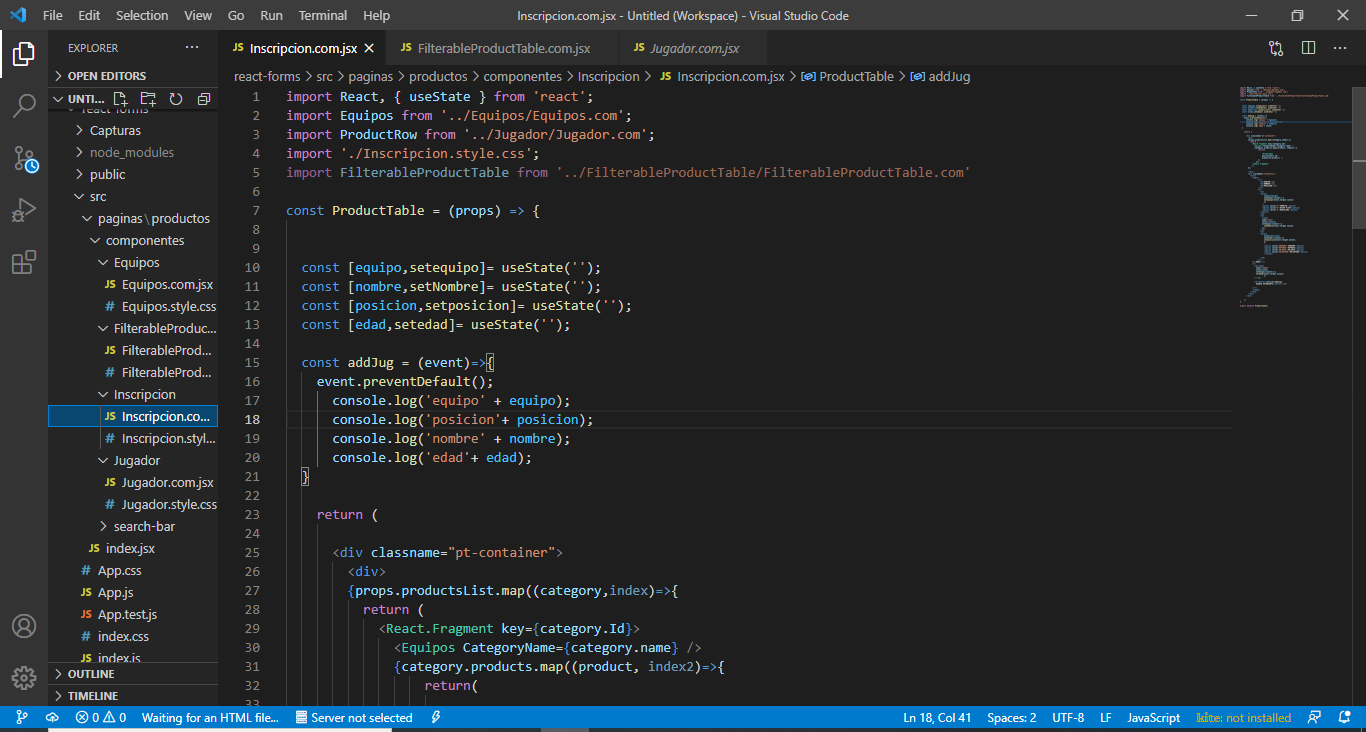 File Edit Selection View Go Run Terminal Help Inscripcion.com.jsx - Untitled (Workspace) - Visual Studio Code
EXPLORER
OPEN EDITORS
UNTI...
react-forms
Capturas
node_modules
public
src
paginas\productos
componentes
Equipos
JS Equipos.com.jsx
# Equipos.style.css
FilterableProduc...
JS FilterableProd...
# FilterableProd...
Inscripcion
JS Inscripcion.co...
# Inscripcion.styl...
Jugador
JS Jugador.com.jsx
# Jugador.style.css
search-bar
JS index.jsx
# App.css
JS App.js
JS App.test.js
# index.css
JS index.js
OUTLINE
TIMELINE
JS Inscripcion.com.jsx JS FilterableProductTable.com.jsx JS Jugador.com.jsx
react-forms > src > paginas > productos > componentes > Inscripcion > JS Inscripcion.com.jsx > ProductTable > addJug
1 import React, { useState } from 'react';
2 import Equipos from '../Equipos/Equipos.com';
3 import ProductRow from '../Jugador/Jugador.com';
4 import './Inscripcion.style.css';
5 import FilterableProductTable from '../FilterableProductTable/FilterableProductTable.com'
6
7 const ProductTable = (props) => {
8
9
10 const [equipo,setequipo]= useState('');
11 const [nombre,setNombre]= useState('');
12 const [posicion,setposicion]= useState('');
13 const [edad,setedad]= useState('');
14
15 const addJug = (event)=>{
16 event.preventDefault();
17 console.log('equipo' + equipo);
18 console.log('posicion'+ posicion);
19 console.log('nombre' + nombre);
20 console.log('edad'+ edad);
21 }
22
23 return (
24
25 <div classname="pt-container">
26 <div>
27 {props.productsList.map((category,index)=>{
28 return (
29 <React.Fragment key={category.Id}>
30 <Equipos CategoryName={category.name} />
31 {category.products.map((product, index2)=>{
32 return(
33
0 0 Waiting for an HTML file... Server not selected Ln 18, Col 41 Spaces: 2 UTF-8 LF JavaScript kite: not installed